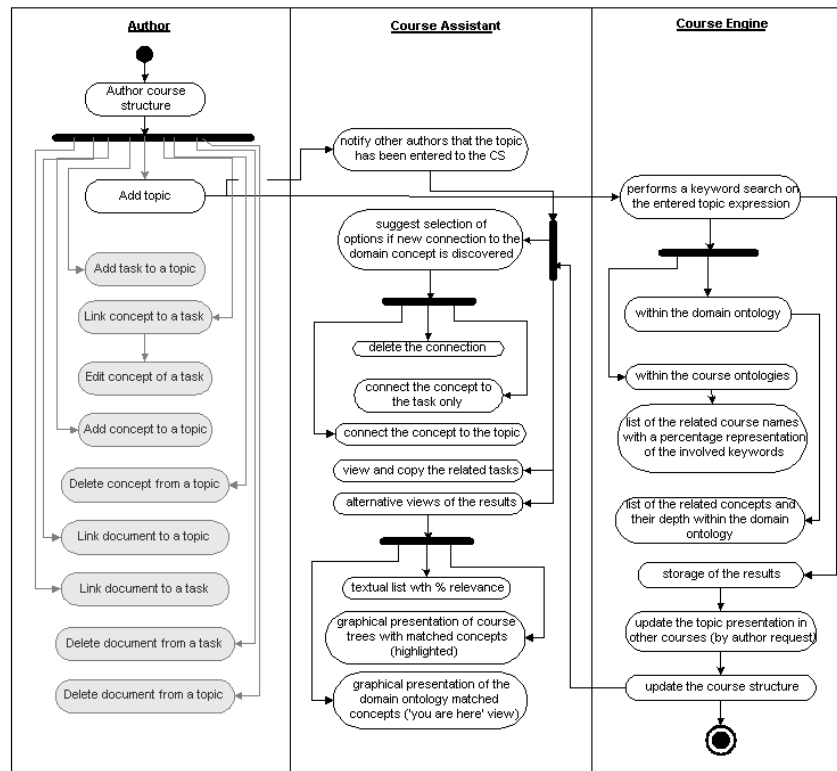 Author
Author course
structure
Add topic
Add task to a topic
Link concept to a task
Edit concept of a task
Add concept to a topic
Delete concept from a topic
Link document to a topic
Link document to a task
Delete document from a task
Delete document from a topic
Course Assistant
notify other authors that the topic
has been entered to the CS
suggest selection of
options if new connection to the
domain concept is discovered
delete the connection
connect the concept to
the task only
connect the concept to the topic
view and copy the related tasks
alternative views of the results
textual list wth % relevance
graphical presentation of course
trees with matched concepts
(highlighted)
graphical presentation of the
domain ontology matched
concepts ('you are here' view)
Course Engine
performs a keyword search on
the entered topic expression
within the domain ontology
within the course ontologies
list of the related course names
with a percentage representation
of the involved keywords
list of the related concepts and
their depth within the domain
ontology
storage of the results
update the topic presentation in
other courses (by author request)
update the course structure